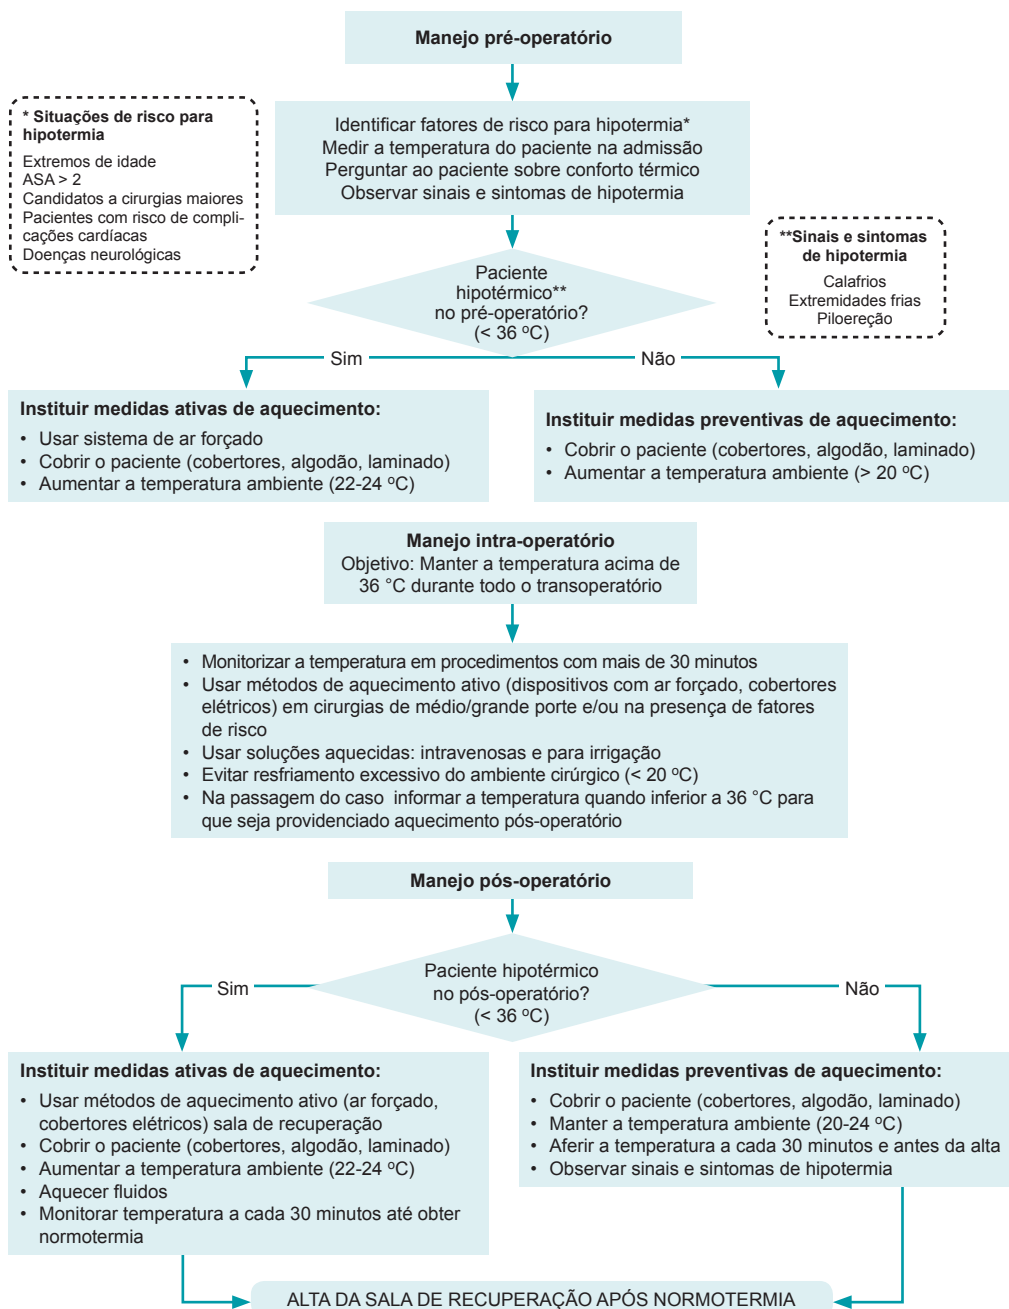 Manejo pré-operatório
* Situações de risco para
hipotermia
Extremos de idade
ASA > 2
Candidatos a cirurgias maiores
Pacientes com risco de compli-
cações cardíacas
Doenças neurológicas
Identificar fatores de risco para hipotermia*
Medir a temperatura do paciente na admissão
Perguntar ao paciente sobre conforto térmico
Observar sinais e sintomas de hipotermia
**Sinais e sintomas
de hipotermia
Calafrios
Extremidades frias
Piloereção
Paciente
hipotérmico**
no pré-operatório?
(< 36 ºC)
Sim
Não
Instituir medidas ativas de aquecimento:
• Usar sistema de ar forçado
• Cobrir o paciente (cobertores, algodão, laminado)
• Aumentar a temperatura ambiente (22-24 ºC)
Instituir medidas preventivas de aquecimento:
• Cobrir o paciente (cobertores, algodão, laminado)
• Aumentar a temperatura ambiente (> 20 ºC)
Manejo intra-operatório
Objetivo: Manter a temperatura acima de
36 °C durante todo o transoperatório
• Monitorizar a temperatura em procedimentos com mais de 30 minutos
• Usar métodos de aquecimento ativo (dispositivos com ar forçado, cobertores
elétricos) em cirurgias de médio/grande porte e/ou na presença de fatores
de risco
• Usar soluções aquecidas: intravenosas e para irrigação
• Evitar resfriamento excessivo do ambiente cirúrgico (< 20 ºC)
• Na passagem do caso informar a temperatura quando inferior a 36 °C para
que seja providenciado aquecimento pós-operatório
Manejo pós-operatório
Paciente hipotérmico
no pós-operatório?
(< 36 ºC)
Sim
Não
Instituir medidas ativas de aquecimento:
• Usar métodos de aquecimento ativo (ar forçado,
cobertores elétricos) sala de recuperação
• Cobrir o paciente (cobertores, algodão, laminado)
• Aumentar a temperatura ambiente (22-24 ºC)
• Aquecer fluidos
• Monitorar temperatura a cada 30 minutos até obter
normotermia
Instituir medidas preventivas de aquecimento:
• Cobrir o paciente (cobertores, algodão, laminado)
• Manter a temperatura ambiente (20-24 ºC)
• Aferir a temperatura a cada 30 minutos e antes da alta
• Observar sinais e sintomas de hipotermia
ALTA DA SALA DE RECUPERAÇÃO APÓS NORMOTERMIA